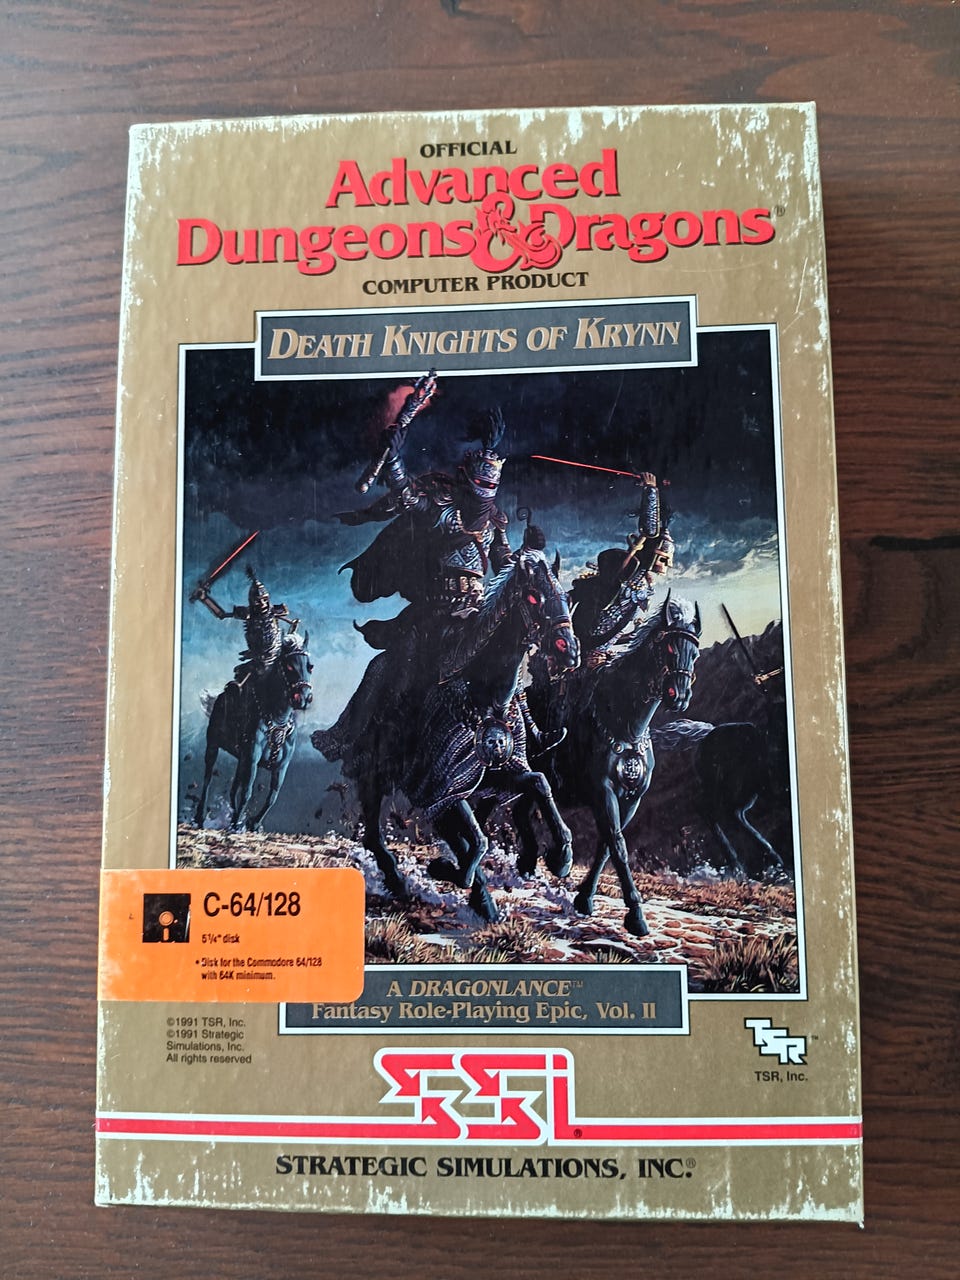 OFFICIAL
Advanced
Dungeons & Dragons®
COMPUTER PRODUCT
DEATH KNIGHTS OF KRYNN
C-64/128
5¼" disk
• Disk for the Commodore 64/128
with 64K minimum.
A DRAGONLANCE™
Fantasy Role-Playing Epic, Vol. II
©1991 TSR, Inc.
©1991 Strategic
Simulations, Inc.
All rights reserved
TSR™
TSR, Inc.
SSI®
STRATEGIC SIMULATIONS, INC.®